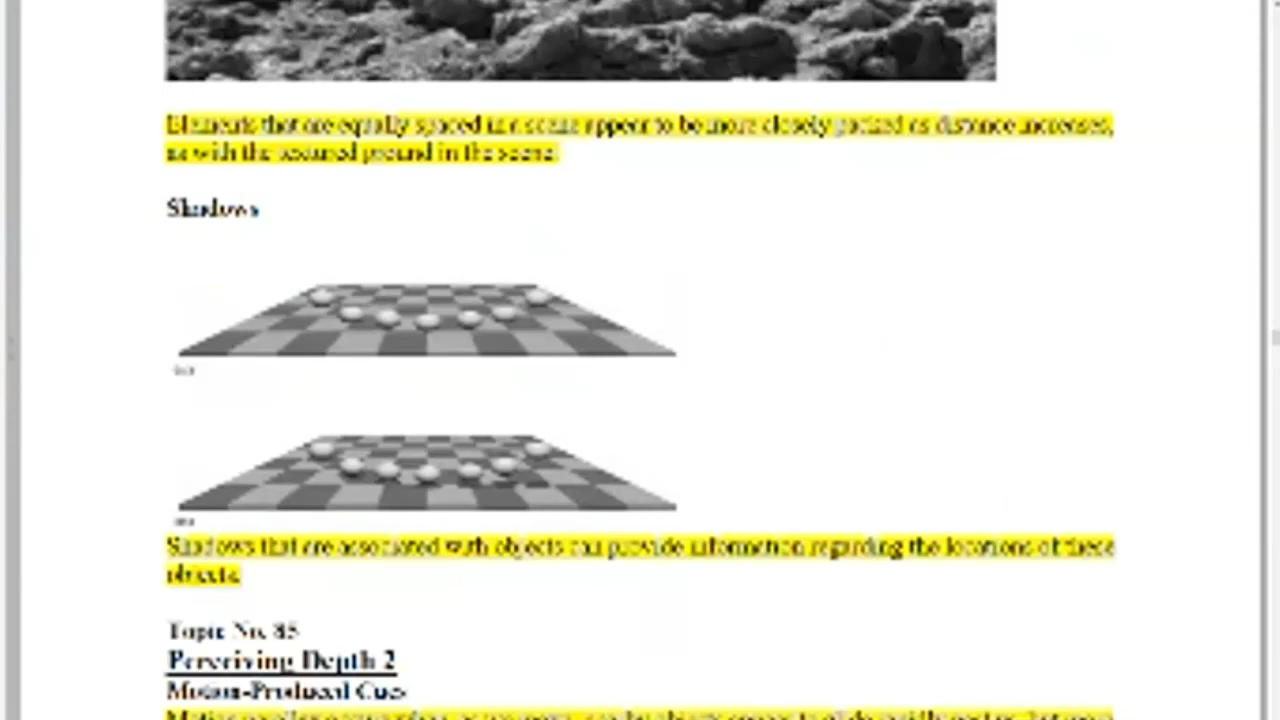 Elements that are equally spaced in a scene appear to be more closely packed as distance increases,
as with the textured ground in the scene.
Shadows
(a)
(b)
Shadows that are associated with objects can provide information regarding the locations of these
objects.
Topic No. 85
Perceiving Depth 2
Motion-Produced Cues